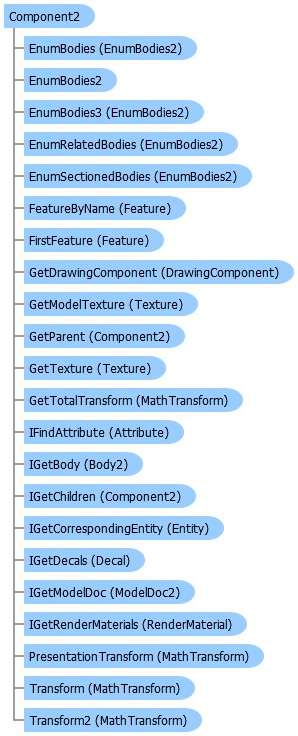 Component2
EnumBodies (EnumBodies2)
EnumBodies2
EnumBodies3 (EnumBodies2)
EnumRelatedBodies (EnumBodies2)
EnumSectionedBodies (EnumBodies2)
FeatureByName (Feature)
FirstFeature (Feature)
GetDrawingComponent (DrawingComponent)
GetModelTexture (Texture)
GetParent (Component2)
GetTexture (Texture)
GetTotalTransform (MathTransform)
IFindAttribute (Attribute)
IGetBody (Body2)
IGetChildren (Component2)
IGetCorrespondingEntity (Entity)
IGetDecals (Decal)
IGetModelDoc (ModelDoc2)
IGetRenderMaterials (RenderMaterial)
PresentationTransform (MathTransform)
Transform (MathTransform)
Transform2 (MathTransform)